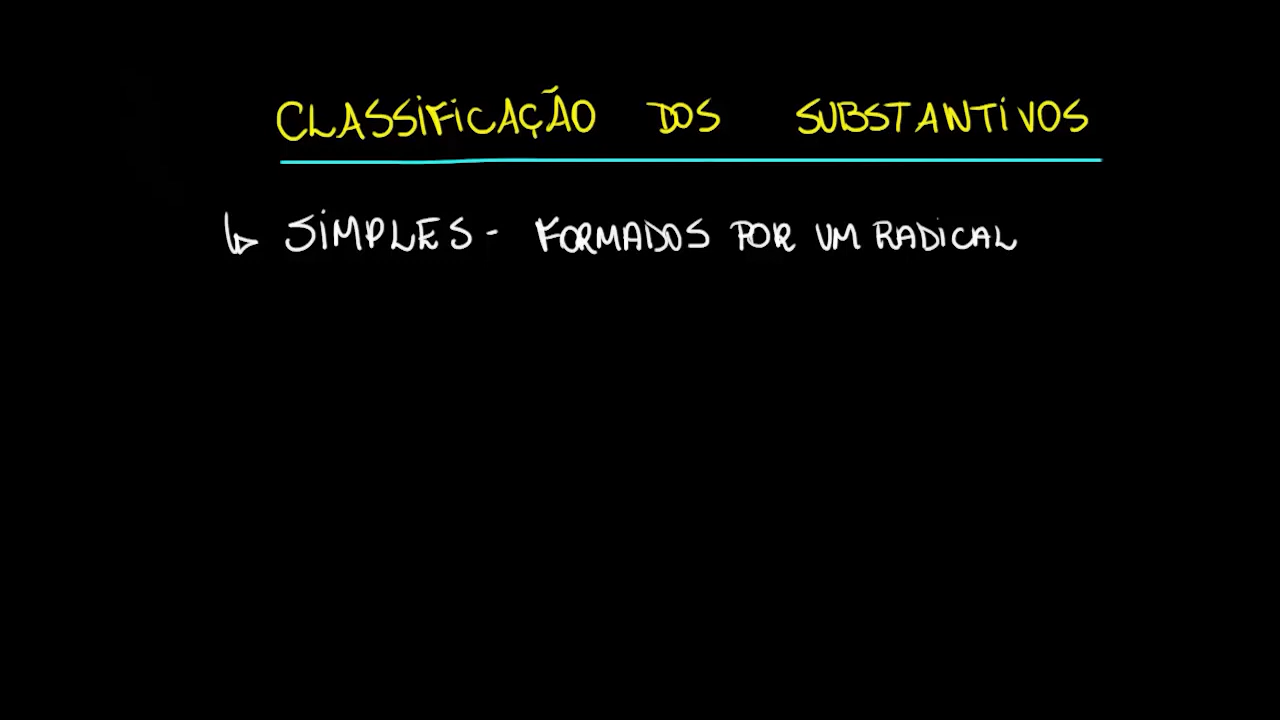 CLASSIFICAÇÃO DOS SUBSTANTIVOS
↳ SIMPLES - FORMADOS POR UM RADICAL